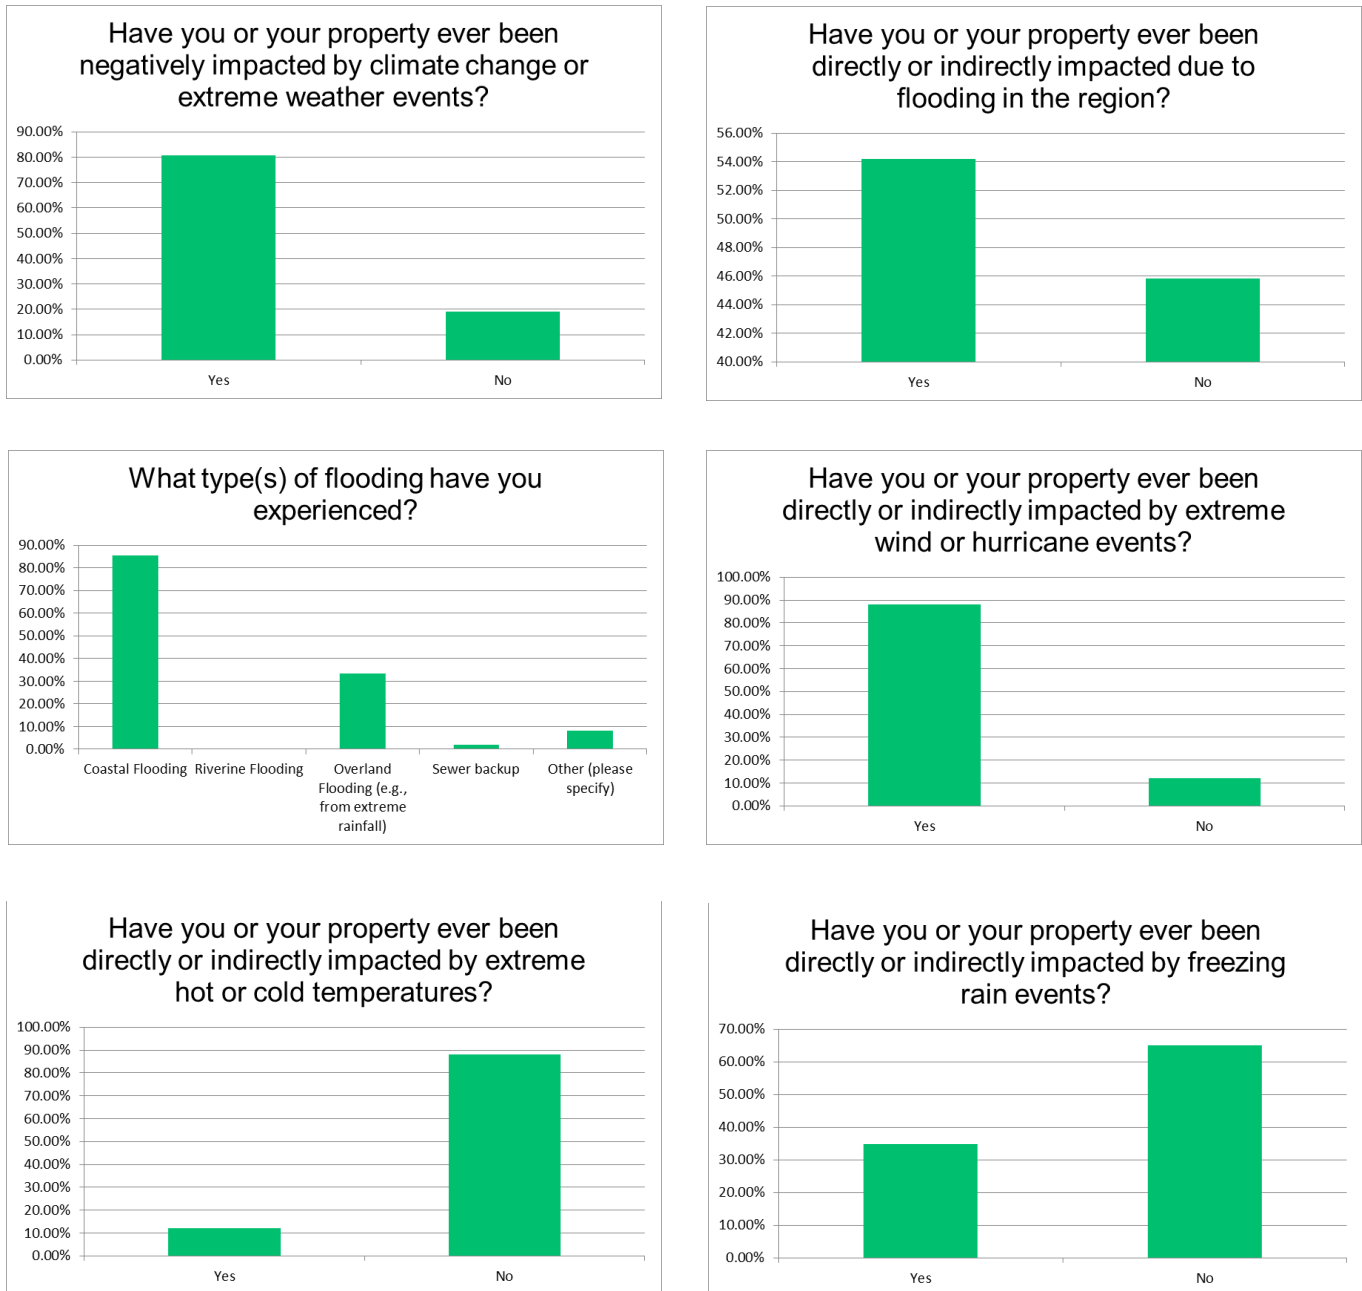 Have you or your property ever been
negatively impacted by climate change or
extreme weather events?
90.00%
80.00%
70.00%
60.00%
50.00%
40.00%
30.00%
20.00%
10.00%
0.00%
Yes No
Have you or your property ever been
directly or indirectly impacted due to
flooding in the region?
56.00%
54.00%
52.00%
50.00%
48.00%
46.00%
44.00%
42.00%
40.00%
Yes No
What type(s) of flooding have you
experienced?
90.00%
80.00%
70.00%
60.00%
50.00%
40.00%
30.00%
20.00%
10.00%
0.00%
Coastal Flooding
Riverine Flooding
Overland
Flooding (e.g.,
from extreme
rainfall)
Sewer backup
Other (please
specify)
Have you or your property ever been
directly or indirectly impacted by extreme
wind or hurricane events?
100.00%
90.00%
80.00%
70.00%
60.00%
50.00%
40.00%
30.00%
20.00%
10.00%
0.00%
Yes No
Have you or your property ever been
directly or indirectly impacted by extreme
hot or cold temperatures?
100.00%
90.00%
80.00%
70.00%
60.00%
50.00%
40.00%
30.00%
20.00%
10.00%
0.00%
Yes No
Have you or your property ever been
directly or indirectly impacted by freezing
rain events?
70.00%
60.00%
50.00%
40.00%
30.00%
20.00%
10.00%
0.00%
Yes No